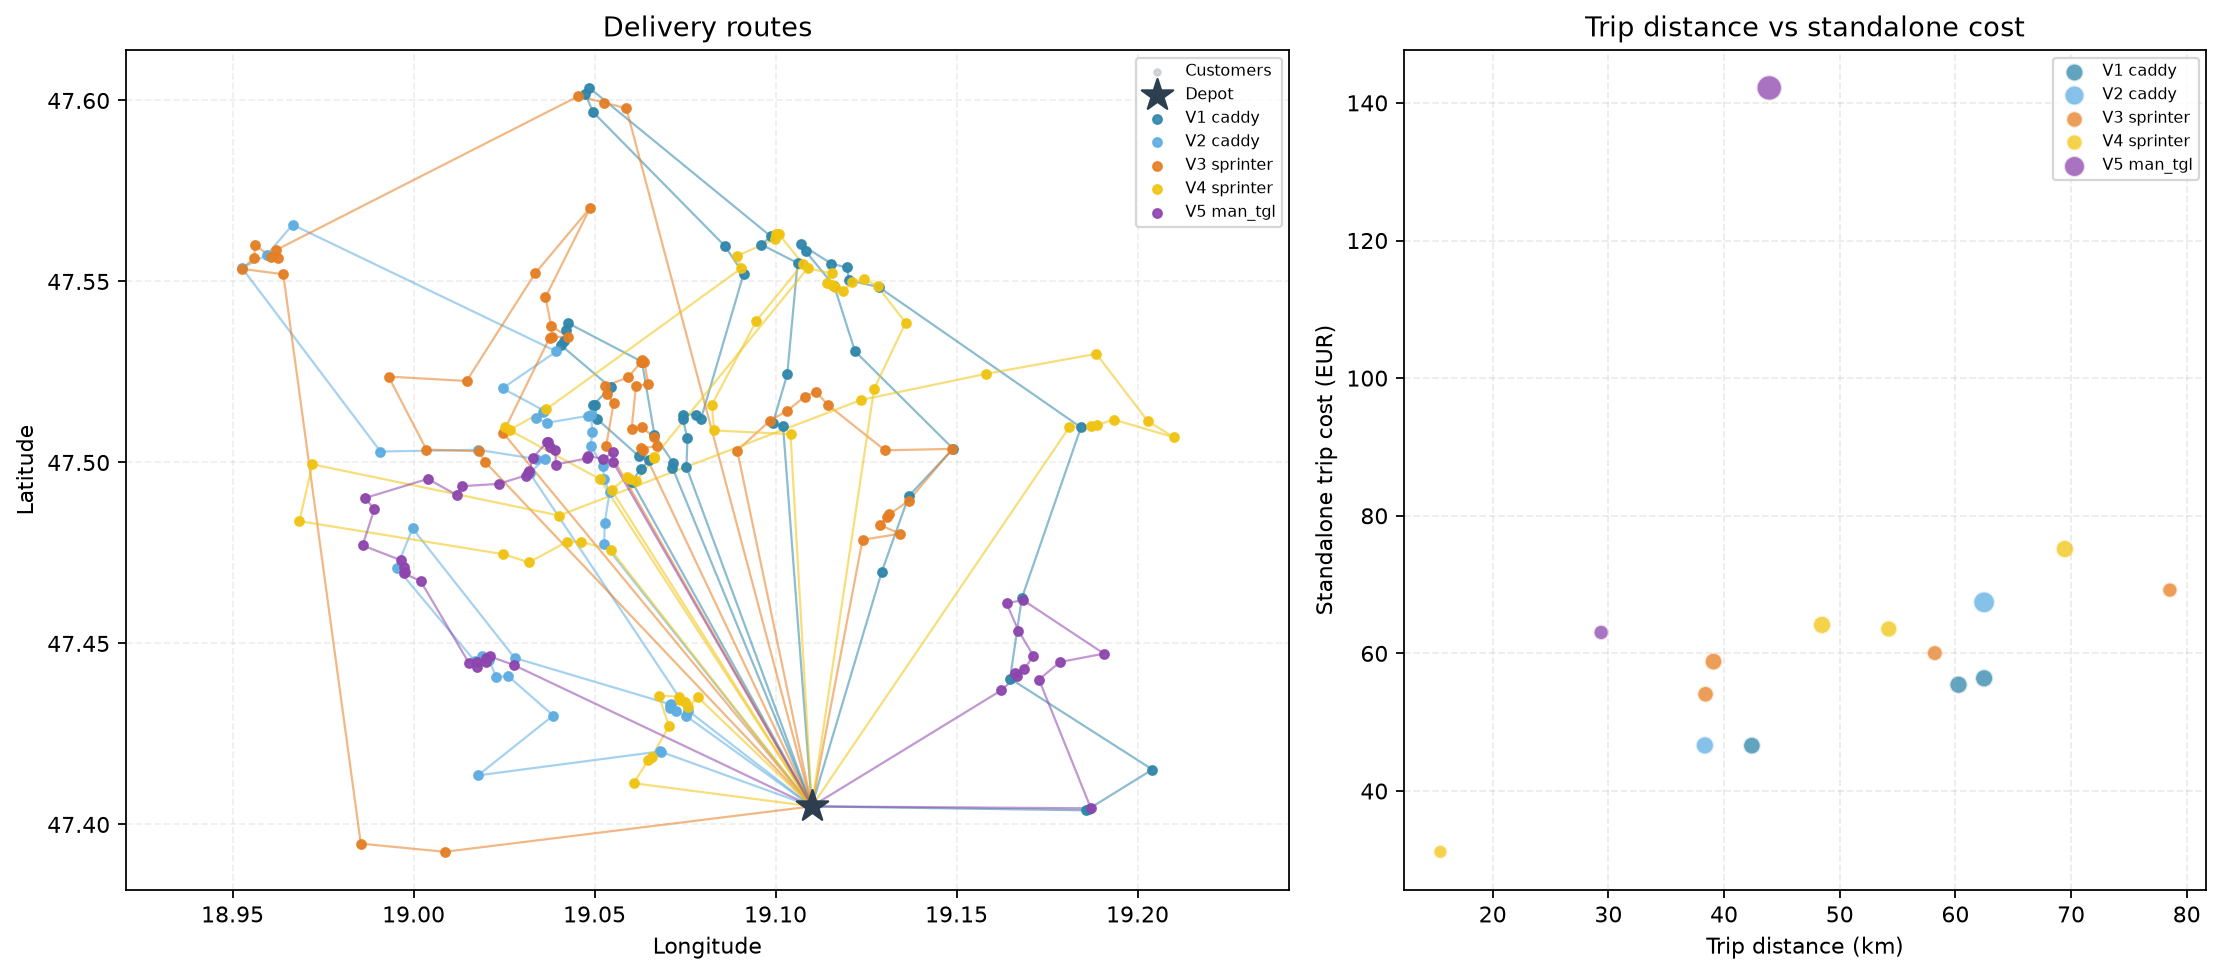 Delivery routes
Latitude
47.60
47.55
47.50
47.45
47.40
18.95
19.00
19.05
19.10
19.15
19.20
Longitude
Customers
Depot
V1 caddy
V2 caddy
V3 sprinter
V4 sprinter
V5 man_tgl
Trip distance vs standalone cost
Standalone trip cost (EUR)
140
120
100
80
60
40
20
30
40
50
60
70
80
Trip distance (km)
V1 caddy
V2 caddy
V3 sprinter
V4 sprinter
V5 man_tgl